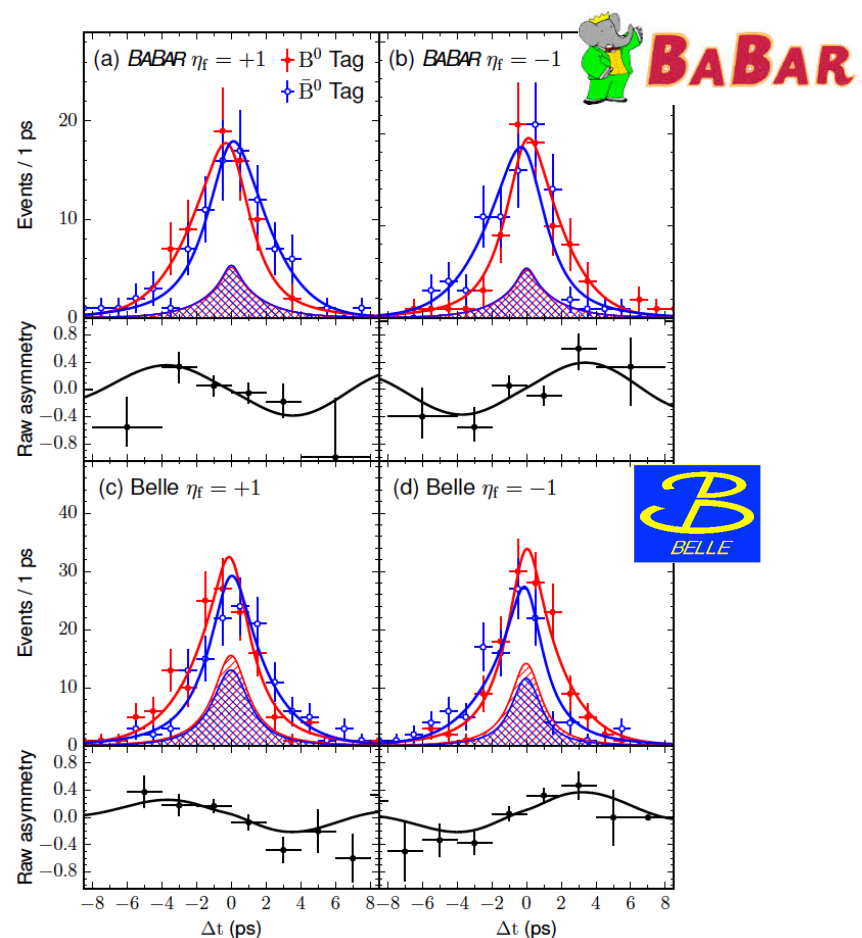 (a) BABAR ηf = +1
B⁰ Tag
B̄⁰ Tag
(b) BABAR ηf = −1
BABAR
Events / 1 ps
20
10
0
Raw asymmetry
0.8
0.4
0.0
−0.4
−0.8
(c) Belle ηf = +1
(d) Belle ηf = −1
B
BELLE
Events / 1 ps
40
30
20
10
0
Raw asymmetry
0.8
0.4
0.0
−0.4
−0.8
−8 −6 −4 −2 0 2 4 6 8 −6 −4 −2 0 2 4 6 8
Δt (ps) Δt (ps)